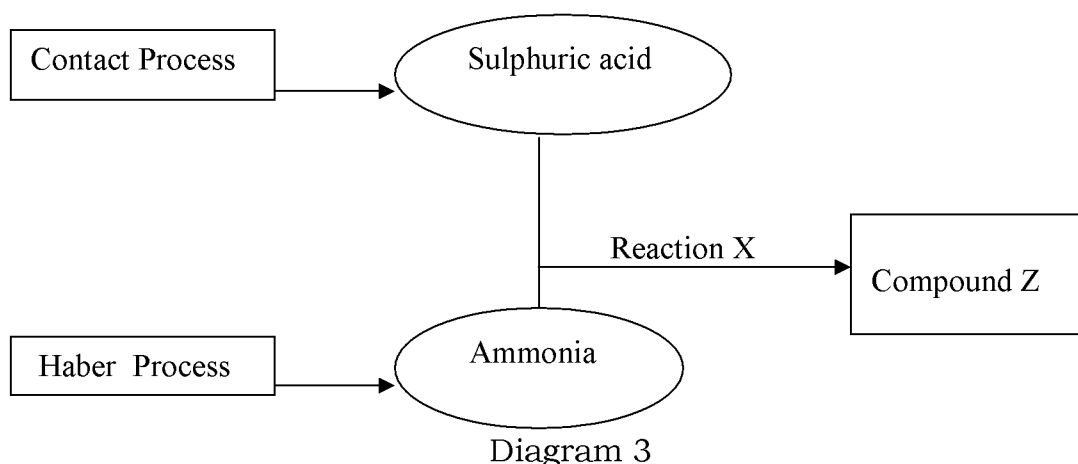 Contact Process
Sulphuric acid
Reaction X
Compound Z
Haber Process
Ammonia
Diagram 3